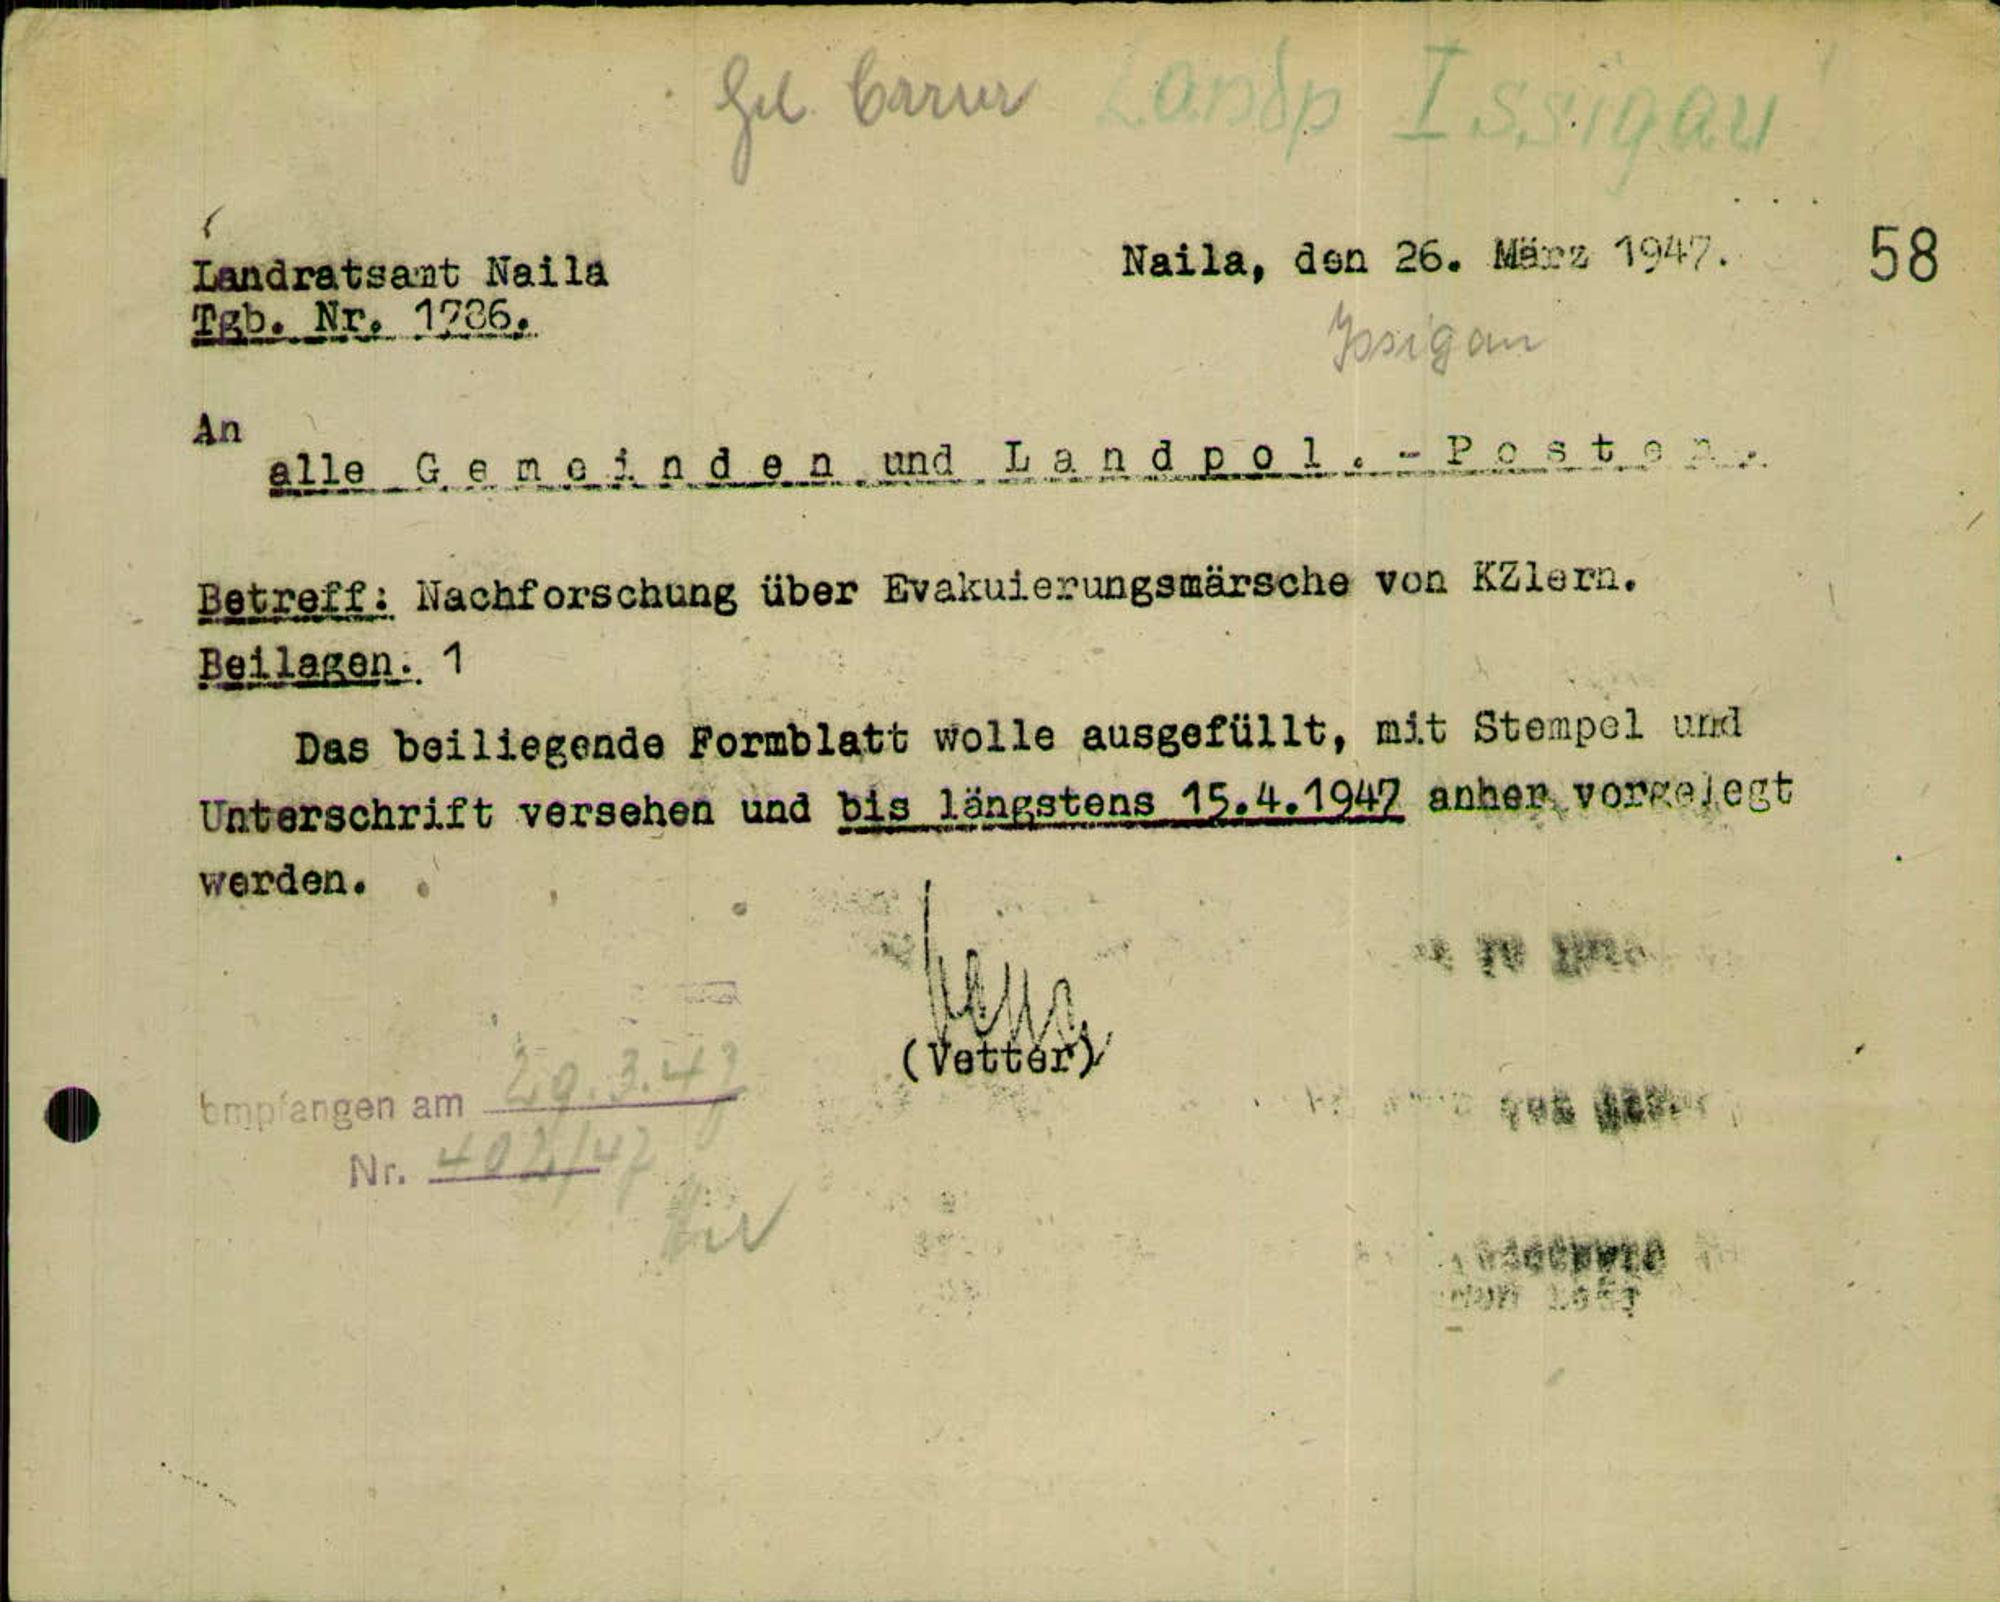 Landp Issigau
Landratsamt Naila
Naila, den 26. März 1947.
58
Tgb. Nr. 1786.
Issigau
An
alle Gemeinden und Landpol.-Posten.
Betreff: Nachforschung über Evakuierungsmärsche von KZlern.
Beilagen: 1
Das beiliegende Formblatt wolle ausgefüllt, mit Stempel und
Unterschrift versehen und bis längstens 15.4.1947 anher vorgelegt
werden.
(Vetter)
Empfangen am 29.3.47
Nr. 402/47